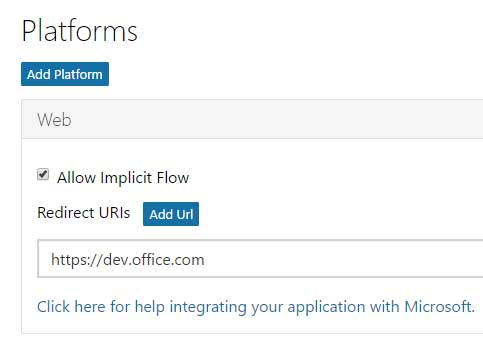 Platforms
Add Platform
Web
Allow Implicit Flow
Redirect URIs Add Url
https://dev.office.com
Click here for help integrating your application with Microsoft.